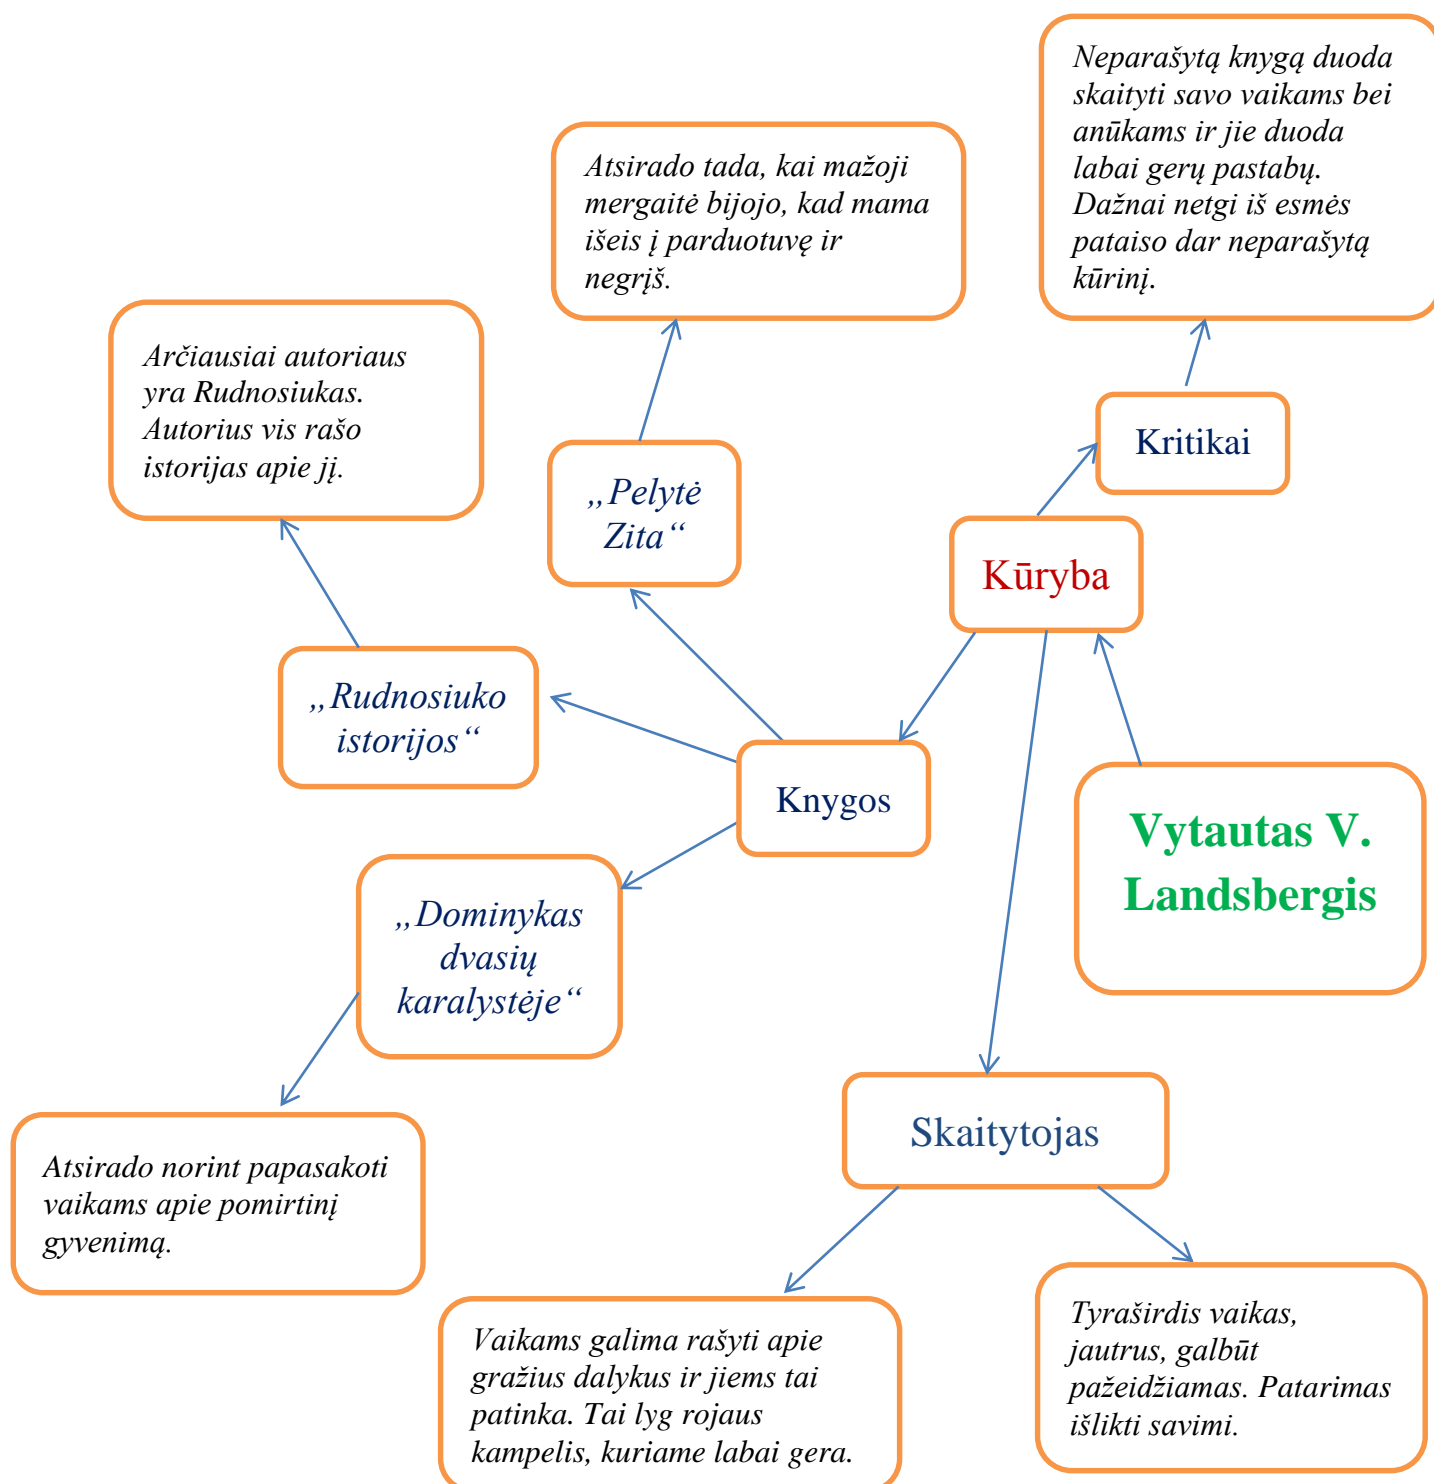 Neparašytą knygą duoda
skaityti savo vaikams bei
anūkams ir jie duoda
labai gerų pastabų.
Dažnai netgi iš esmės
pataiso dar neparašytą
kūrinį.
Atsirado tada, kai mažoji
mergaitė bijojo, kad mama
išeis į parduotuvę ir
negrįš.
Arčiausiai autoriaus
yra Rudnosiukas.
Autorius vis rašo
istorijas apie jį.
Kritikai
„Pelytė
Zita“
Kūryba
„Rudnosiuko
istorijos“
Knygos
Vytautas V.
Landsbergis
„Dominykas
dvasių
karalystėje“
Skaitytojas
Atsirado norint papasakoti
vaikams apie pomirtinį
gyvenimą.
Vaikams galima rašyti apie
gražius dalykus ir jiems tai
patinka. Tai lyg rojaus
kampelis, kuriame labai gera.
Tyraširdis vaikas,
jautrus, galbūt
pažeidžiamas. Patarimas
išlikti savimi.